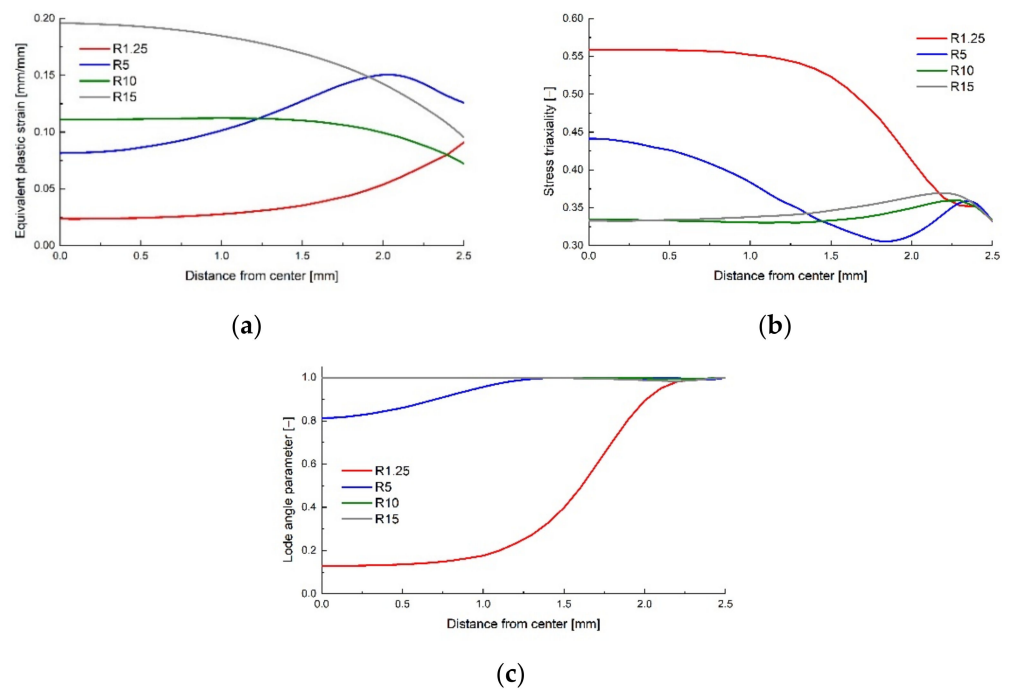 0.20
0.15
0.10
0.05
0.00
Equivalent plastic strain [mm/mm]
R1.25
R5
R10
R15
0.0 0.5 1.0 1.5 2.0 2.5
Distance from center [mm]
(a)
0.60
0.55
0.50
0.45
0.40
0.35
0.30
Stress triaxiality [−]
R1.25
R5
R10
R15
0.0 0.5 1.0 1.5 2.0 2.5
Distance from center [mm]
(b)
1.0
0.8
0.6
0.4
0.2
0.0
Lode angle parameter [−]
R1.25
R5
R10
R15
0.0 0.5 1.0 1.5 2.0 2.5
Distance from center [mm]
(c)